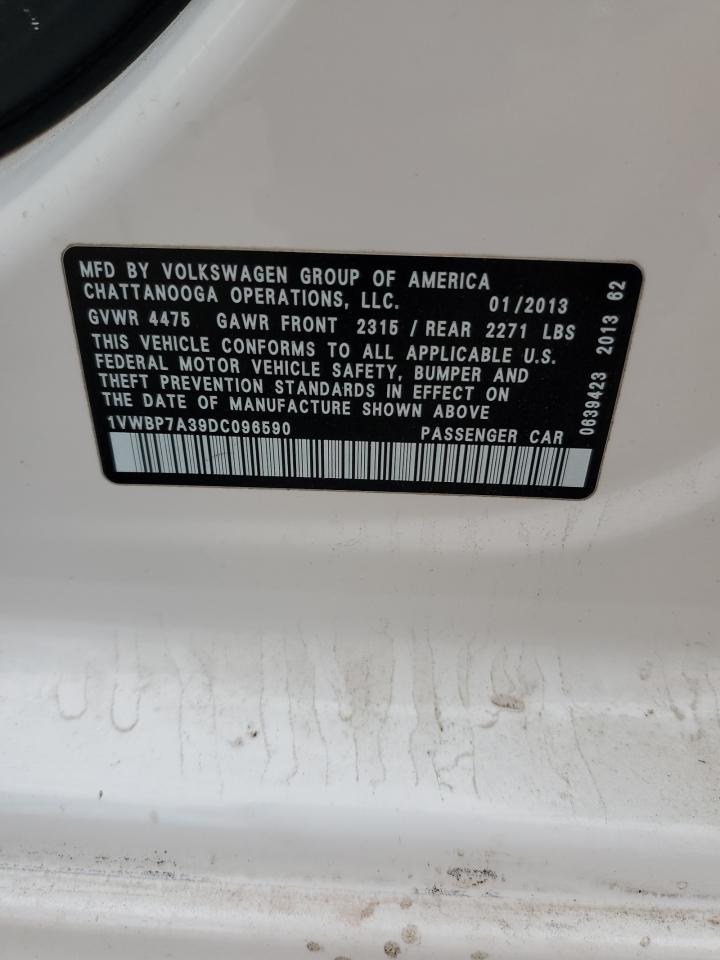 MFD BY VOLKSWAGEN GROUP OF AMERICA
CHATTANOOGA OPERATIONS, LLC. 01/2013
GVWR 4475 GAWR FRONT 2315 / REAR 2271 LBS
THIS VEHICLE CONFORMS TO ALL APPLICABLE U.S.
FEDERAL MOTOR VEHICLE SAFETY, BUMPER AND
THEFT PREVENTION STANDARDS IN EFFECT ON
THE DATE OF MANUFACTURE SHOWN ABOVE
1VWBP7A39DC096590 PASSENGER CAR
0639423 2013 62